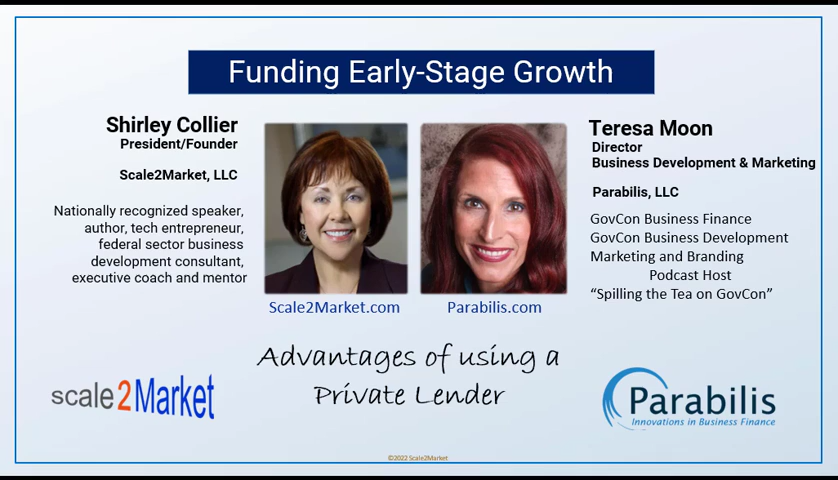 Funding Early-Stage Growth
Shirley Collier
President/Founder
Scale2Market, LLC
Nationally recognized speaker,
author, tech entrepreneur,
federal sector business
development consultant,
executive coach and mentor
Scale2Market.com
Parabilis.com
Teresa Moon
Director
Business Development & Marketing
Parabilis, LLC
GovCon Business Finance
GovCon Business Development
Marketing and Branding
Podcast Host
“Spilling the Tea on GovCon”
Advantages of using a
Private Lender
scale2Market
Parabilis
Innovations in Business Finance
©2022 Scale2Market